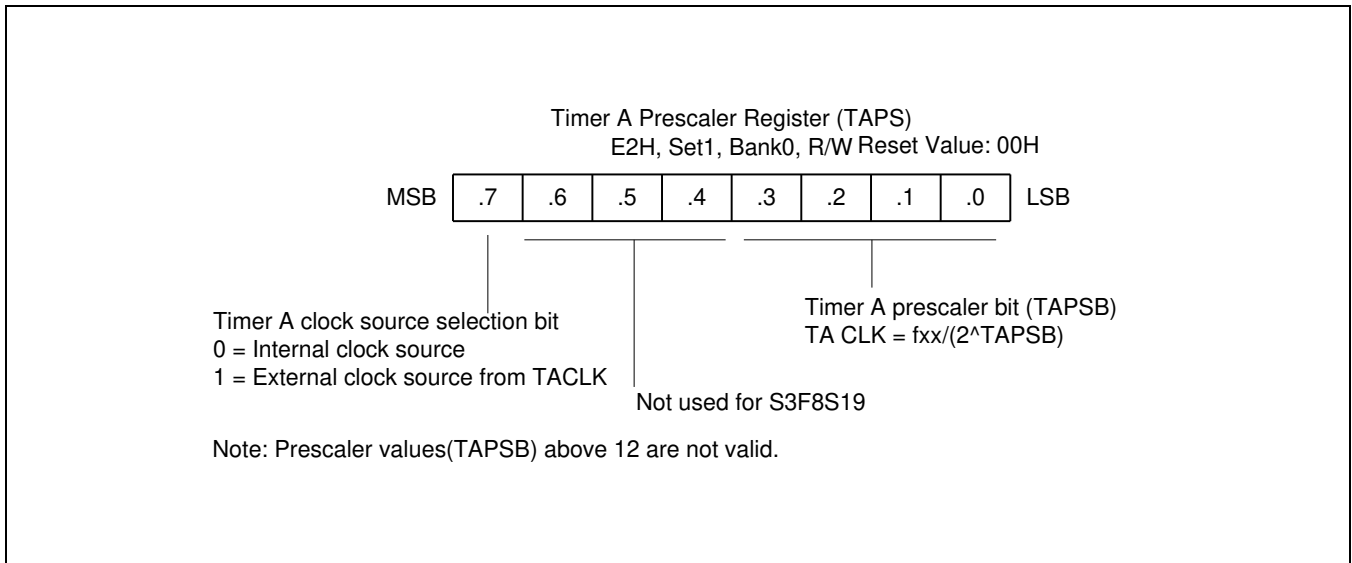 Timer A Prescaler Register (TAPS)
E2H, Set1, Bank0, R/W Reset Value: 00H
MSB .7 .6 .5 .4 .3 .2 .1 .0 LSB
Timer A clock source selection bit
0 = Internal clock source
1 = External clock source from TACLK
Timer A prescaler bit (TAPSB)
TA CLK = fxx/(2^TAPSB)
Not used for S3F8S19
Note: Prescaler values(TAPSB) above 12 are not valid.